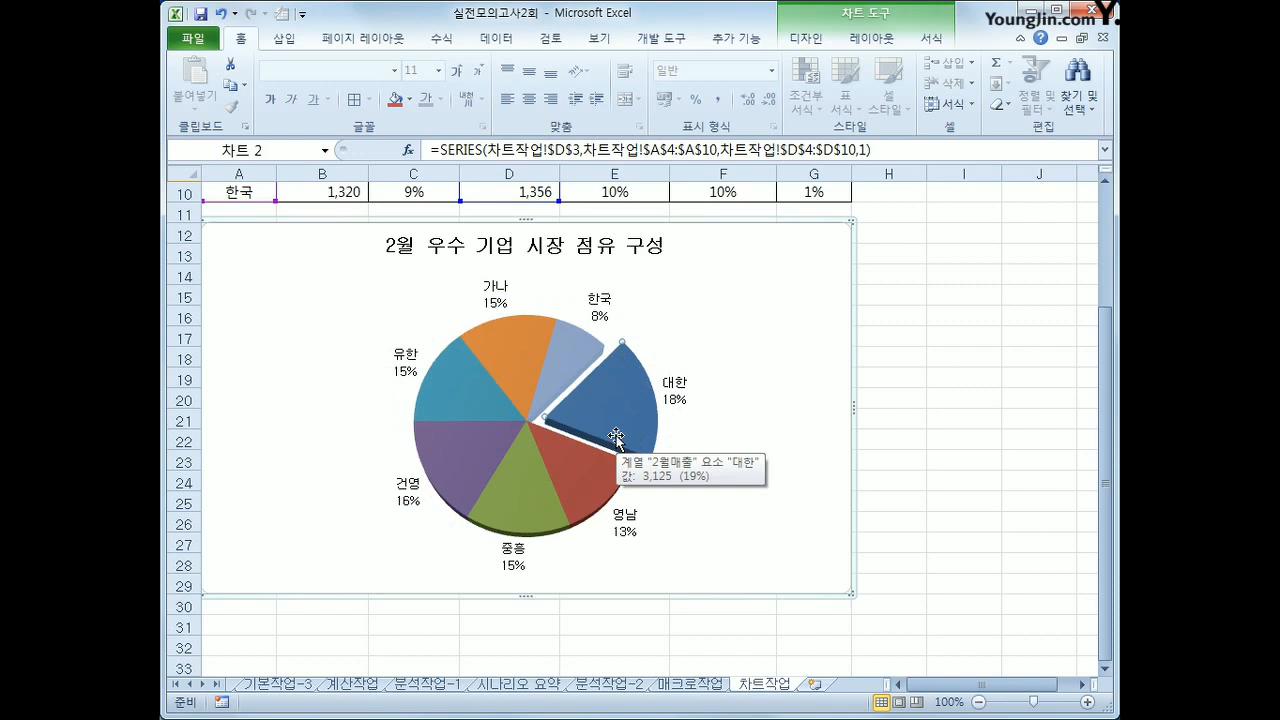 실전모의고사2회 - Microsoft Excel
차트 도구
YoungJin.com Y.
파일 홈 삽입 페이지 레이아웃 수식 데이터 검토 보기 개발 도구 추가 기능 디자인 레이아웃 서식
붙여넣기
11
가
가
가
가
가
내천
일반
%
조건부 서식
표 서식
셀 스타일
삽입
삭제
서식
Σ
정렬 및 필터
찾기 및 선택
클립보드 글꼴 맞춤 표시 형식 스타일 셀 편집
차트 2
fx
=SERIES(차트작업!$D$3,차트작업!$A$4:$A$10,차트작업!$D$4:$D$10,1)
A B C D E F G H I J
10 한국 1,320 9% 1,356 10% 10% 1%
11
12
13
14
15
16
17
18
19
20
21
22
23
24
25
26
27
28
29
30
31
32
33
2월 우수 기업 시장 점유 구성
가나
15%
한국
8%
유한
15%
대한
18%
계열 "2월매출" 요소 "대한"
값: 3,125 (19%)
건영
16%
영남
13%
중흥
15%
기본작업-3 계산작업 분석작업-1 시나리오 요약 분석작업-2 매크로작업 차트작업
준비
100%